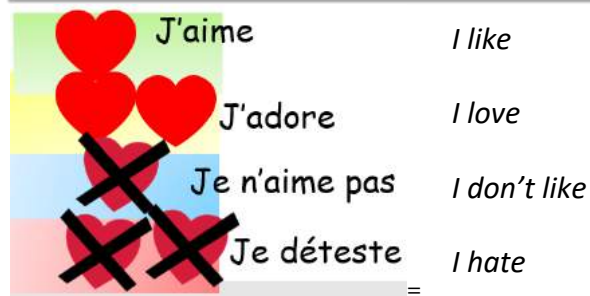 J'aime I like
J'adore I love
Je n'aime pas I don't like
Je déteste I hate
=